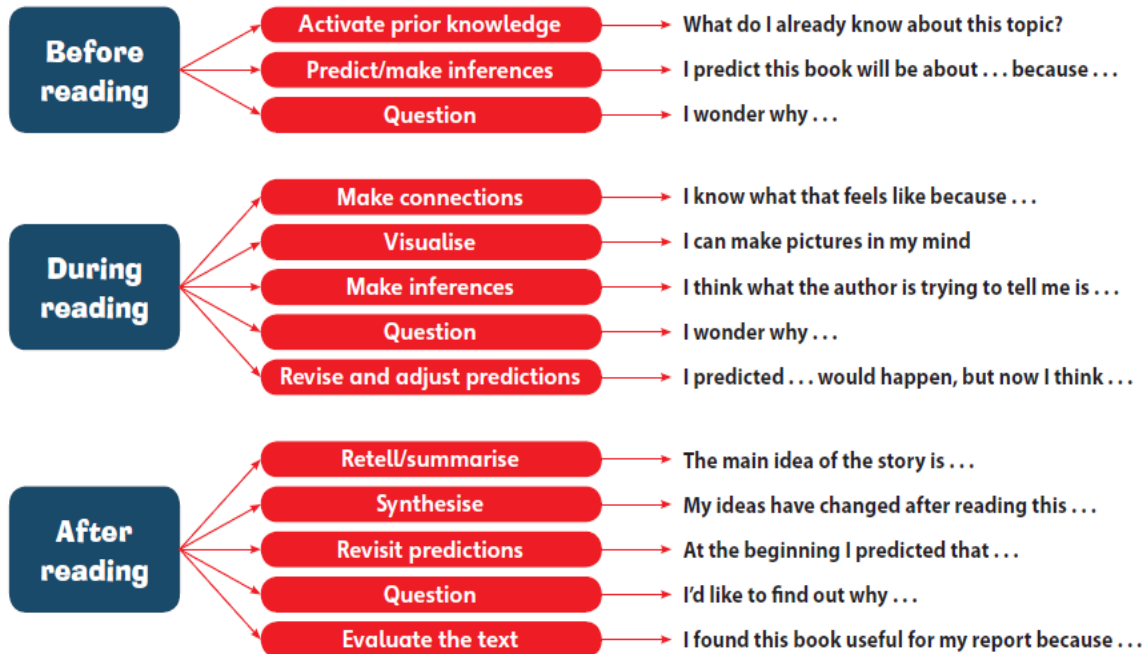 Before
reading
Activate prior knowledge
What do I already know about this topic?
Predict/make inferences
I predict this book will be about . . . because . . .
Question
I wonder why . . .
During
reading
Make connections
I know what that feels like because . . .
Visualise
I can make pictures in my mind
Make inferences
I think what the author is trying to tell me is . . .
Question
I wonder why . . .
Revise and adjust predictions
I predicted . . . would happen, but now I think . . .
After
reading
Retell/summarise
The main idea of the story is . . .
Synthesise
My ideas have changed after reading this . . .
Revisit predictions
At the beginning I predicted that . . .
Question
I’d like to find out why . . .
Evaluate the text
I found this book useful for my report because . . .